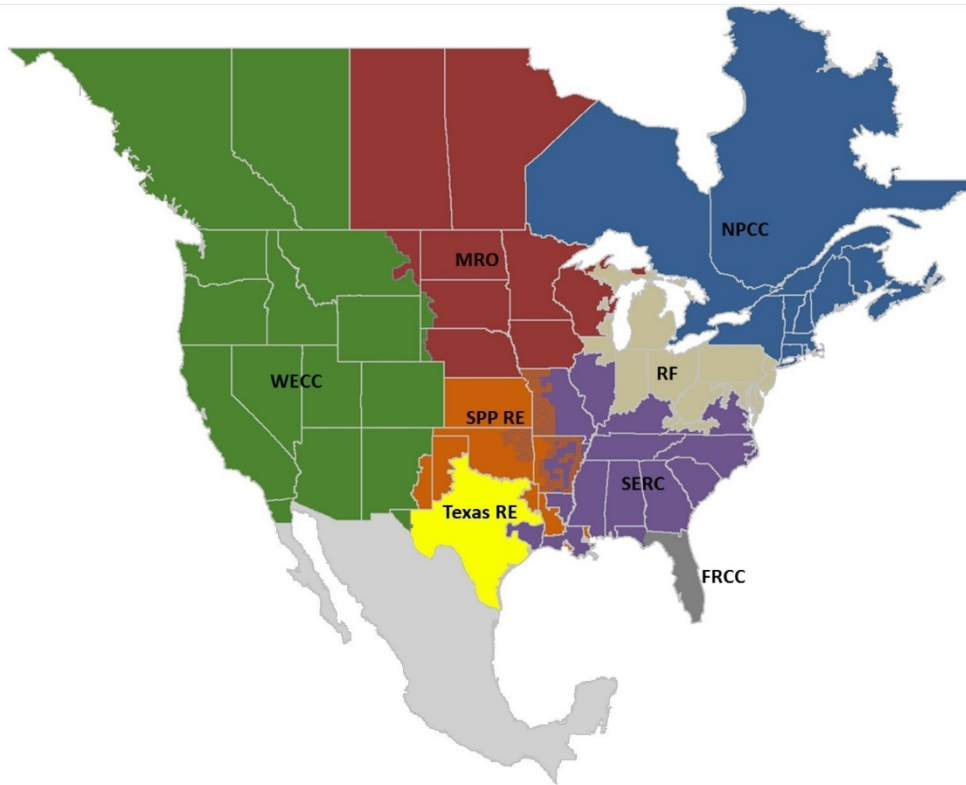 NPCC
MRO
RF
WECC
SPP RE
SERC
Texas RE
FRCC